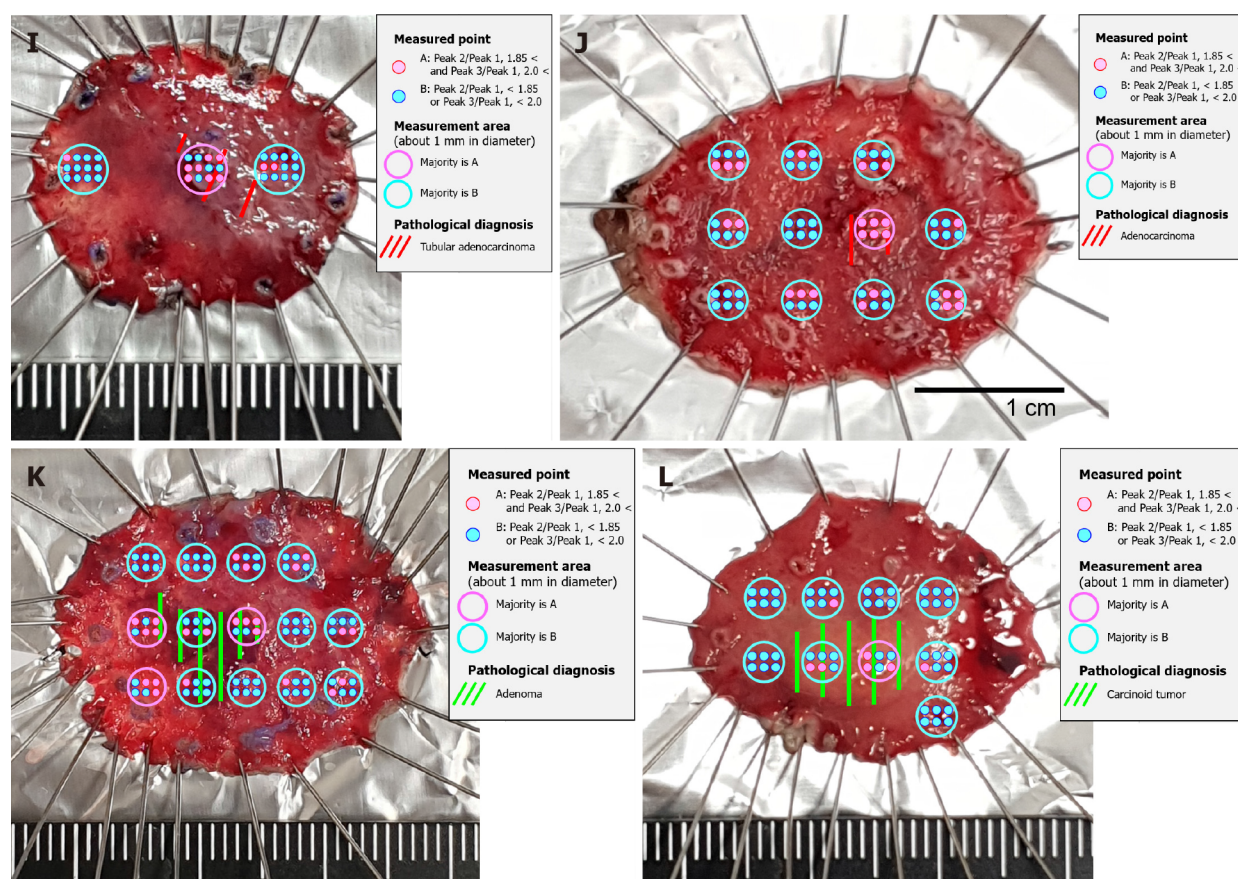 I
Measured point
A: Peak 2/Peak 1, 1.85 <
and Peak 3/Peak 1, 2.0 <
B: Peak 2/Peak 1, < 1.85
or Peak 3/Peak 1, < 2.0
Measurement area
(about 1 mm in diameter)
Majority is A
Majority is B
Pathological diagnosis
Tubular adenocarcinoma
J
Measured point
A: Peak 2/Peak 1, 1.85 <
and Peak 3/Peak 1, 2.0 <
B: Peak 2/Peak 1, < 1.85
or Peak 3/Peak 1, < 2.0
Measurement area
(about 1 mm in diameter)
Majority is A
Majority is B
Pathological diagnosis
Adenocarcinoma
1 cm
K
Measured point
A: Peak 2/Peak 1, 1.85 <
and Peak 3/Peak 1, 2.0 <
B: Peak 2/Peak 1, < 1.85
or Peak 3/Peak 1, < 2.0
Measurement area
(about 1 mm in diameter)
Majority is A
Majority is B
Pathological diagnosis
Adenoma
L
Measured point
A: Peak 2/Peak 1, 1.85 <
and Peak 3/Peak 1, 2.0 <
B: Peak 2/Peak 1, < 1.85
or Peak 3/Peak 1, < 2.0
Measurement area
(about 1 mm in diameter)
Majority is A
Majority is B
Pathological diagnosis
Carcinoid tumor